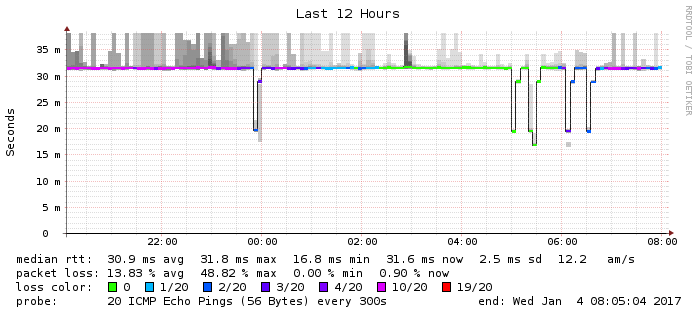 Last 12 Hours
RRDTOOL / TOBI OETIKER
Seconds
35 m
30 m
25 m
20 m
15 m
10 m
5 m
0
22:00 00:00 02:00 04:00 06:00 08:00
median rtt: 30.9 ms avg 31.8 ms max 16.8 ms min 31.6 ms now 2.5 ms sd 12.2 am/s
packet loss: 13.83 % avg 48.82 % max 0.00 % min 0.90 % now
loss color: 0 1/20 2/20 3/20 4/20 10/20 19/20
probe: 20 ICMP Echo Pings (56 Bytes) every 300s end: Wed Jan 4 08:05:04 2017